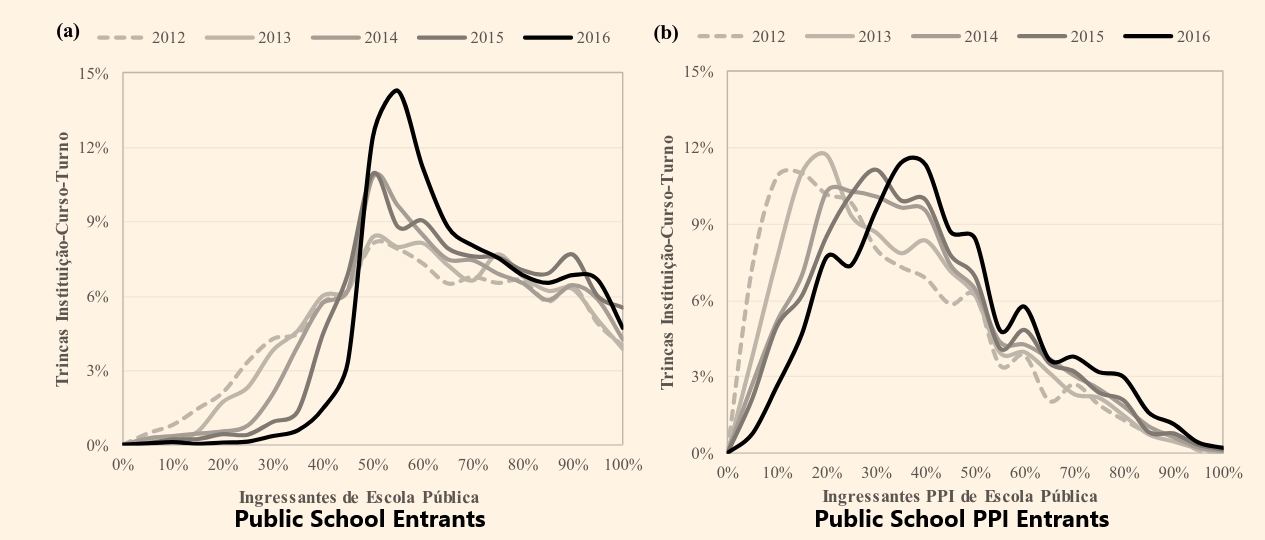 (a) 2012 2013 2014 2015 2016
15%
12%
9%
6%
3%
0%
Trincas Instituição-Curso-Turno
0% 10% 20% 30% 40% 50% 60% 70% 80% 90% 100%
Ingressantes de Escola Pública
Public School Entrants
(b) 2012 2013 2014 2015 2016
15%
12%
9%
6%
3%
0%
Trincas Instituição-Curso-Turno
0% 10% 20% 30% 40% 50% 60% 70% 80% 90% 100%
Ingressantes PPI de Escola Pública
Public School PPI Entrants